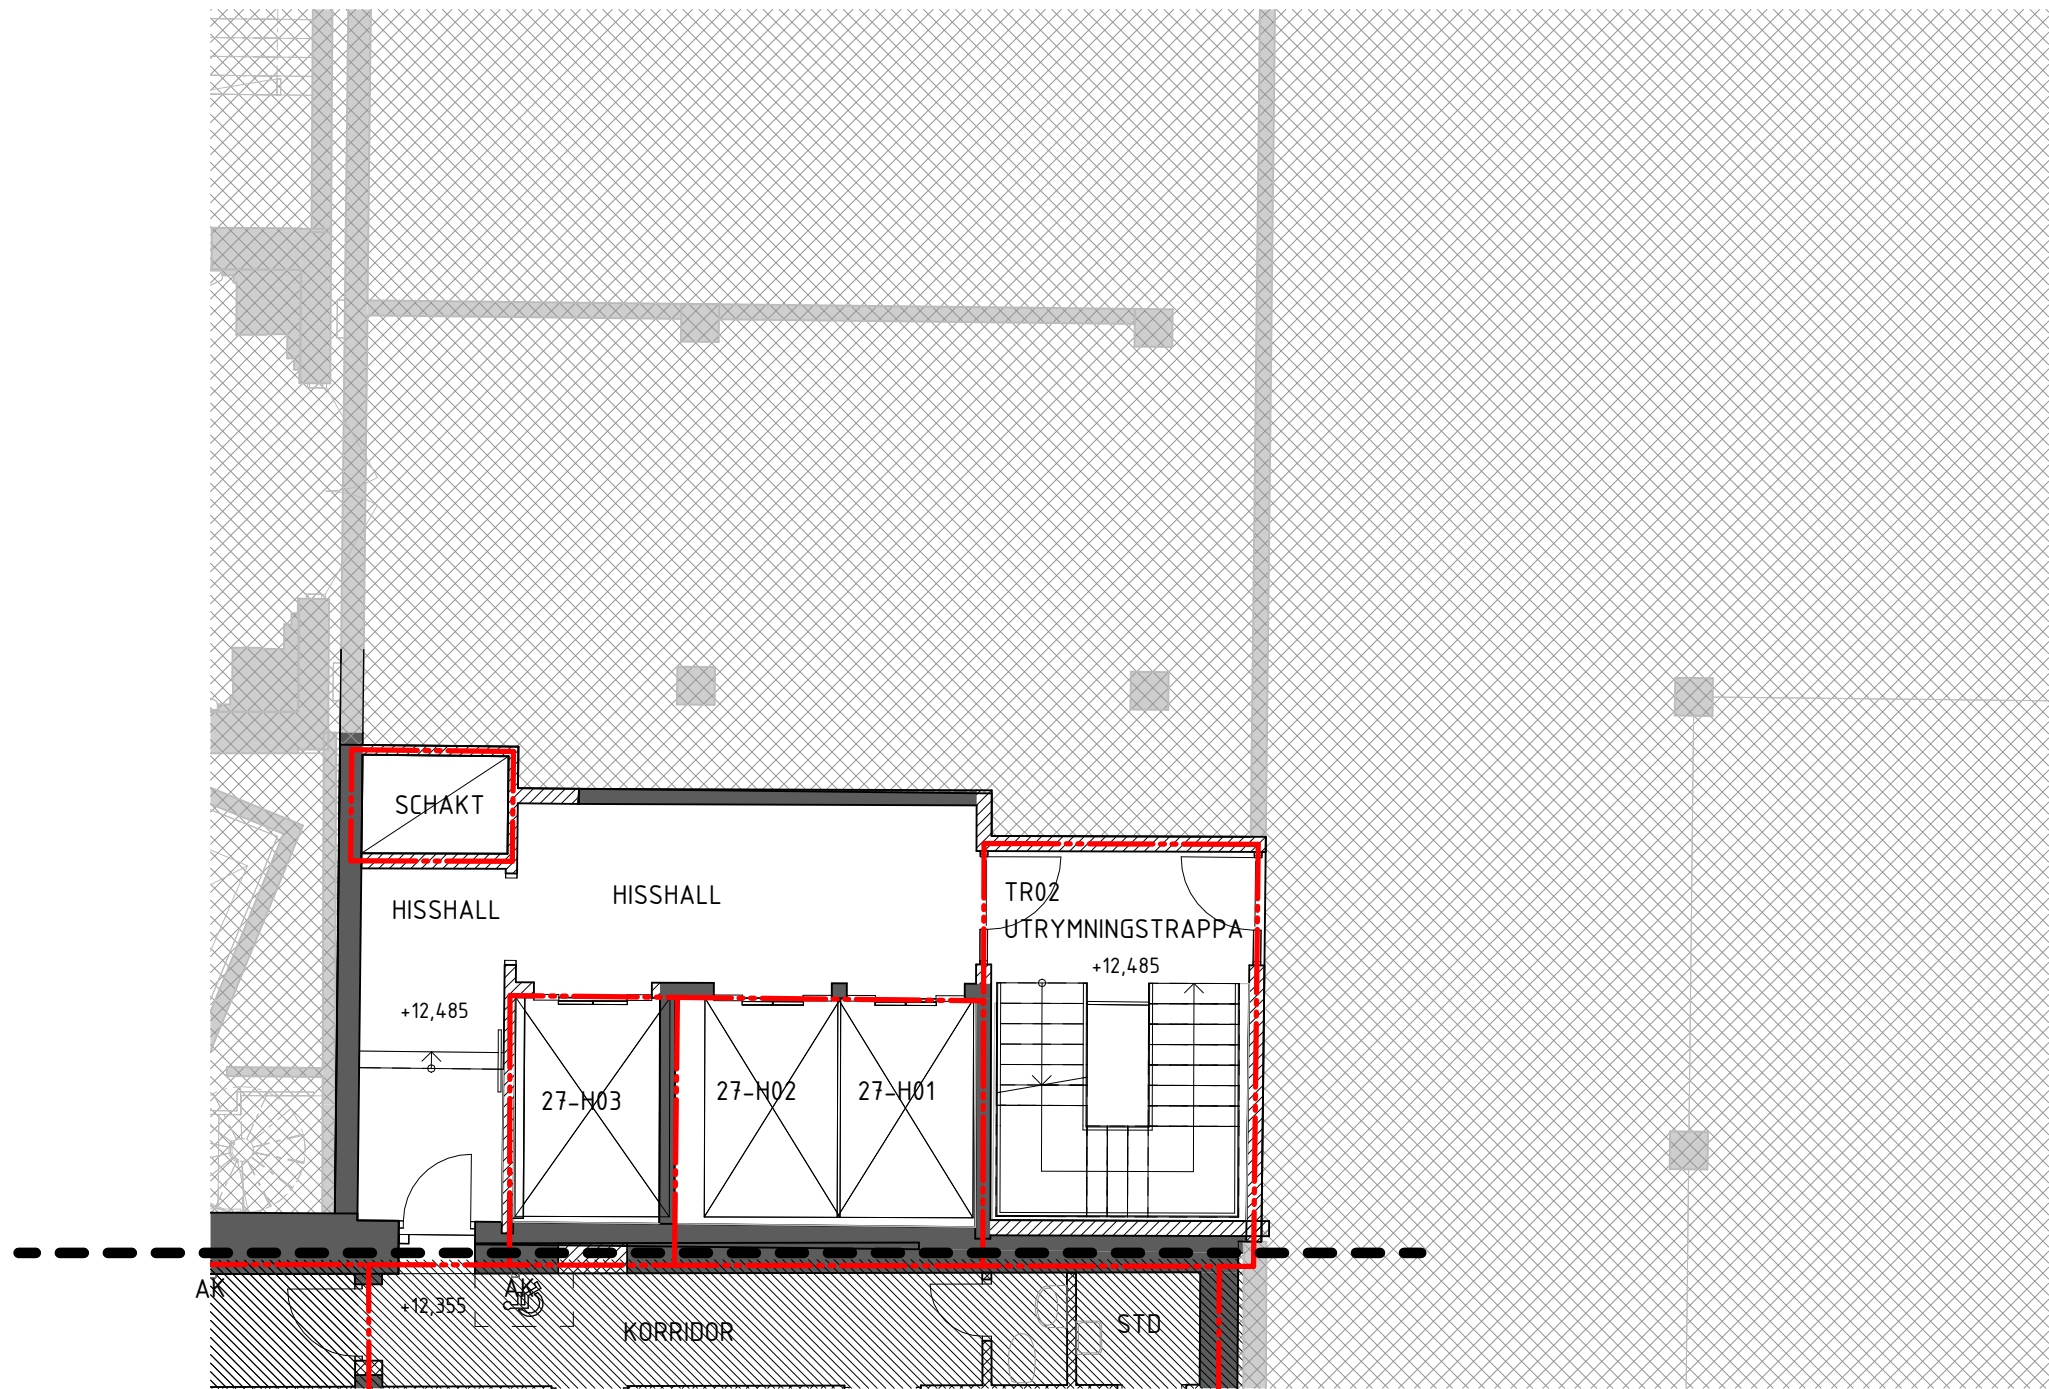 SCHAKT
HISSHALL
HISSHALL
TR02
UTRYMNINGSTRAPPA
+12,485
+12,485
27-H03
27-H02
27-H01
AK
AK
+12,355
KORRIDOR
STD